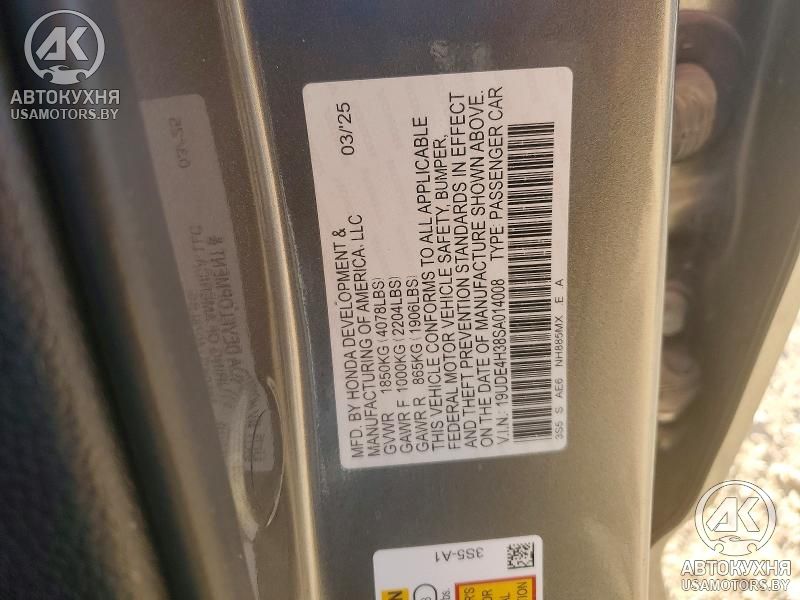 AK
АВТОКУХНЯ
USAMOTORS.BY
03/'25
MFD. BY HONDA DEVELOPMENT &
MANUFACTURING OF AMERICA, LLC
GVWR 1850KG (4078LBS)
GAWR F 1000KG (2204LBS)
GAWR R 865KG (1906LBS)
THIS VEHICLE CONFORMS TO ALL APPLICABLE
FEDERAL MOTOR VEHICLE SAFETY, BUMPER,
AND THEFT PREVENTION STANDARDS IN EFFECT
ON THE DATE OF MANUFACTURE SHOWN ABOVE.
V.I.N.: 19UDE4H38SA014008 TYPE: PASSENGER CAR
3S5 S AE6 NH885MX E A
3S5-A1
AK
АВТОКУХНЯ
USAMOTORS.BY